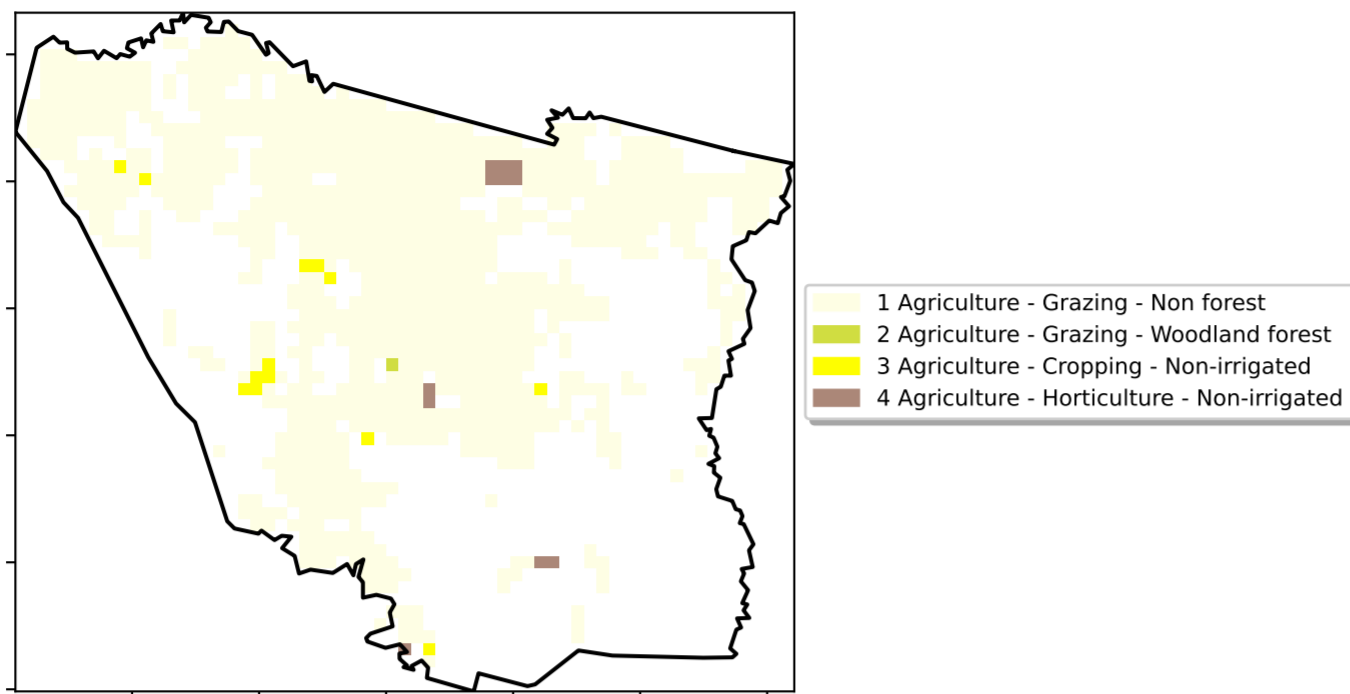 1 Agriculture - Grazing - Non forest
2 Agriculture - Grazing - Woodland forest
3 Agriculture - Cropping - Non-irrigated
4 Agriculture - Horticulture - Non-irrigated